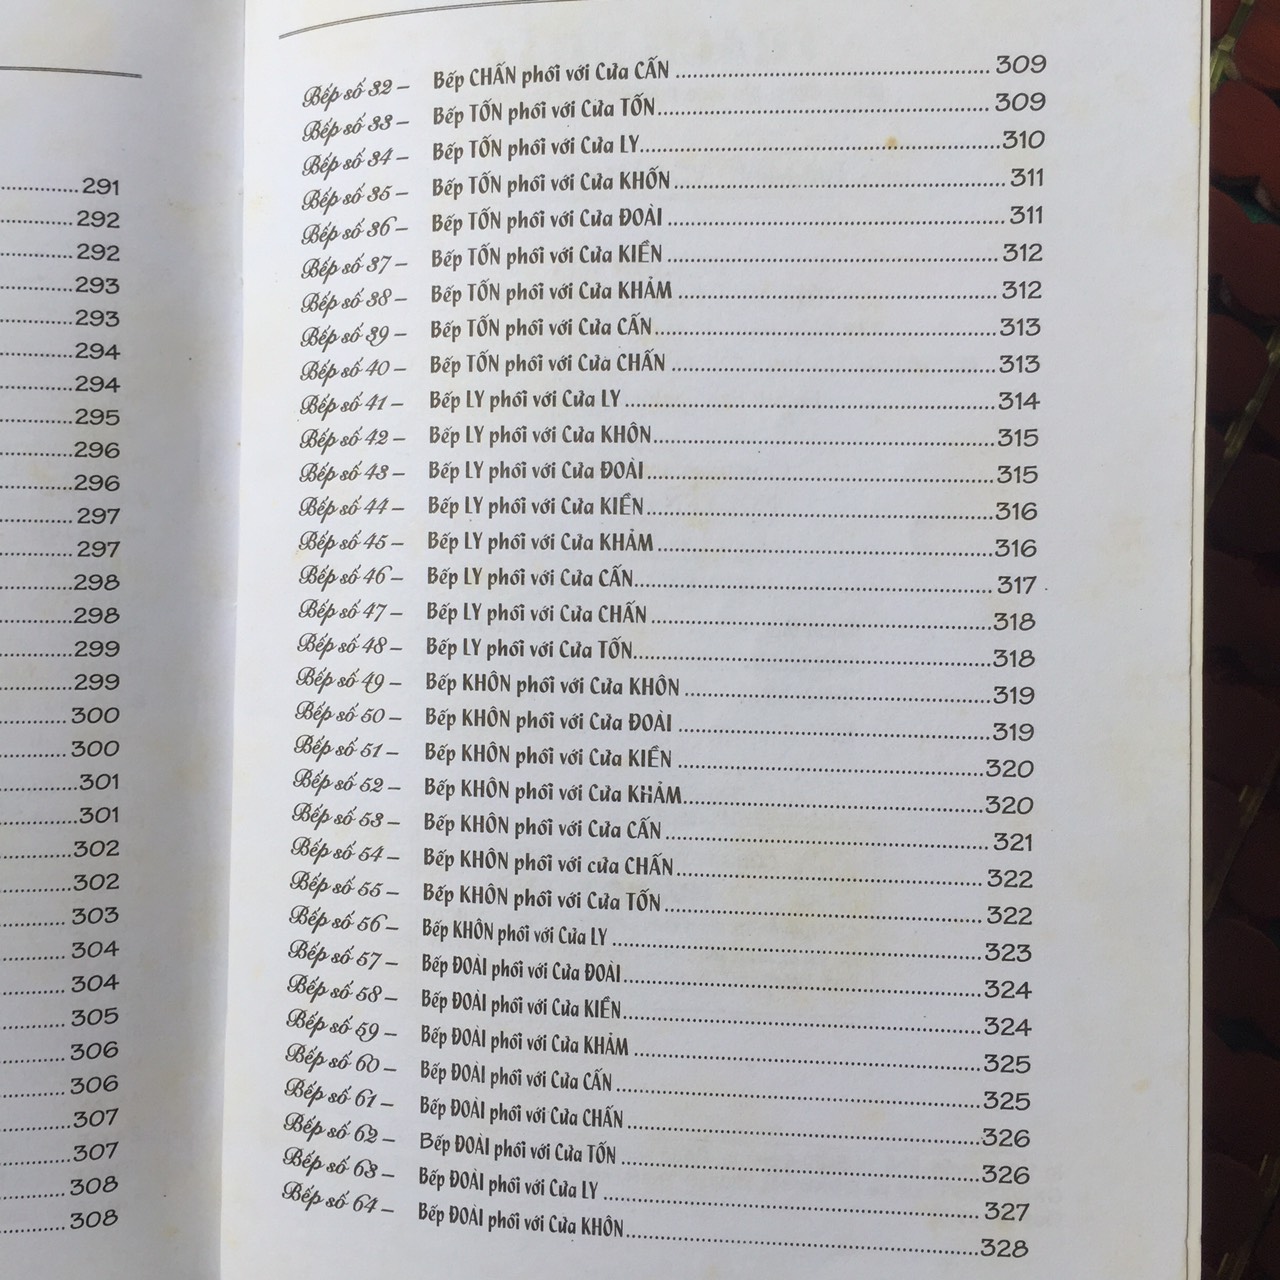 291
292
292
293
293
294
294
295
296
296
297
297
298
298
299
299
300
300
301
301
302
302
303
304
304
305
306
306
307
307
308
308
Bếp số 32 – Bếp CHẤN phối với Cửa CẤN 309
Bếp số 33 – Bếp TỐN phối với Cửa TỐN 309
Bếp số 34 – Bếp TỐN phối với Cửa LY 310
Bếp số 35 – Bếp TỐN phối với Cửa KHỐN 311
Bếp số 36 – Bếp TỐN phối với Cửa ĐOÀI 311
Bếp số 37 – Bếp TỐN phối với Cửa KIỀN 312
Bếp số 38 – Bếp TỐN phối với Cửa KHẢM 312
Bếp số 39 – Bếp TỐN phối với Cửa CẤN 313
Bếp số 40 – Bếp TỐN phối với Cửa CHẤN 313
Bếp số 41 – Bếp LY phối với Cửa LY 314
Bếp số 42 – Bếp LY phối với Cửa KHÔN 315
Bếp số 43 – Bếp LY phối với Cửa ĐOÀI 315
Bếp số 44 – Bếp LY phối với Cửa KIỀN 316
Bếp số 45 – Bếp LY phối với Cửa KHẢM 316
Bếp số 46 – Bếp LY phối với Cửa CẤN 317
Bếp số 47 – Bếp LY phối với Cửa CHẤN 318
Bếp số 48 – Bếp LY phối với Cửa TỐN 318
Bếp số 49 – Bếp KHÔN phối với Cửa KHÔN 319
Bếp số 50 – Bếp KHÔN phối với Cửa ĐOÀI 319
Bếp số 51 – Bếp KHÔN phối với Cửa KIỀN 320
Bếp số 52 – Bếp KHÔN phối với Cửa KHẢM 320
Bếp số 53 – Bếp KHÔN phối với Cửa CẤN 321
Bếp số 54 – Bếp KHÔN phối với cửa CHẤN 322
Bếp số 55 – Bếp KHÔN phối với Cửa TỐN 322
Bếp số 56 – Bếp KHÔN phối với Cửa LY 323
Bếp số 57 – Bếp ĐOÀI phối với Cửa ĐOÀI 324
Bếp số 58 – Bếp ĐOÀI phối với Cửa KIỀN 324
Bếp số 59 – Bếp ĐOÀI phối với Cửa KHẢM 325
Bếp số 60 – Bếp ĐOÀI phối với Cửa CẤN 325
Bếp số 61 – Bếp ĐOÀI phối với Cửa CHẤN 326
Bếp số 62 – Bếp ĐOÀI phối với Cửa TỐN 326
Bếp số 63 – Bếp ĐOÀI phối với Cửa LY 327
Bếp số 64 – Bếp ĐOÀI phối với Cửa KHÔN 328